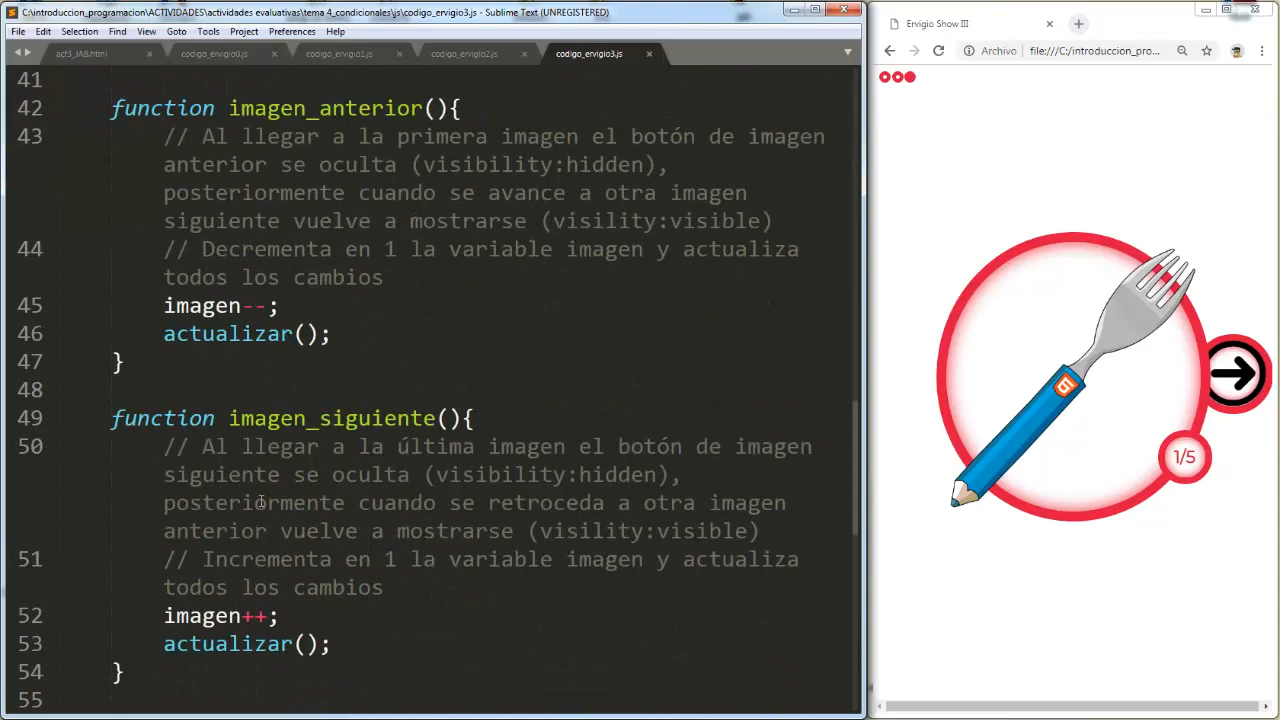 C:\introduccion_programacion\ACTIVIDADES\actividades evaluativas\tema 4_condicionales\js\codigo_ervigio3.js - Sublime Text (UNREGISTERED)
File Edit Selection Find View Goto Tools Project Preferences Help
act3_JAB.html codigo_ervigio0.js codigo_ervigio1.js codigo_ervigio2.js codigo_ervigio3.js
41
42 function imagen_anterior(){
43 // Al llegar a la primera imagen el botón de imagen
anterior se oculta (visibility:hidden),
posteriormente cuando se avance a otra imagen
siguiente vuelve a mostrarse (visility:visible)
44 // Decrementa en 1 la variable imagen y actualiza
todos los cambios
45 imagen--;
46 actualizar();
47 }
48
49 function imagen_siguiente(){
50 // Al llegar a la última imagen el botón de imagen
siguiente se oculta (visibility:hidden),
posteriormente cuando se retroceda a otra imagen
anterior vuelve a mostrarse (visility:visible)
51 // Incrementa en 1 la variable imagen y actualiza
todos los cambios
52 imagen++;
53 actualizar();
54 }
55
Ervigio Show III
Archivo | file:///C:/introduccion_pro...
1/5